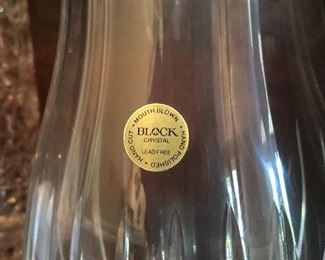 • MOUTH BLOWN • HAND POLISHED • HAND CUT
BLOCK
CRYSTAL
LEAD FREE